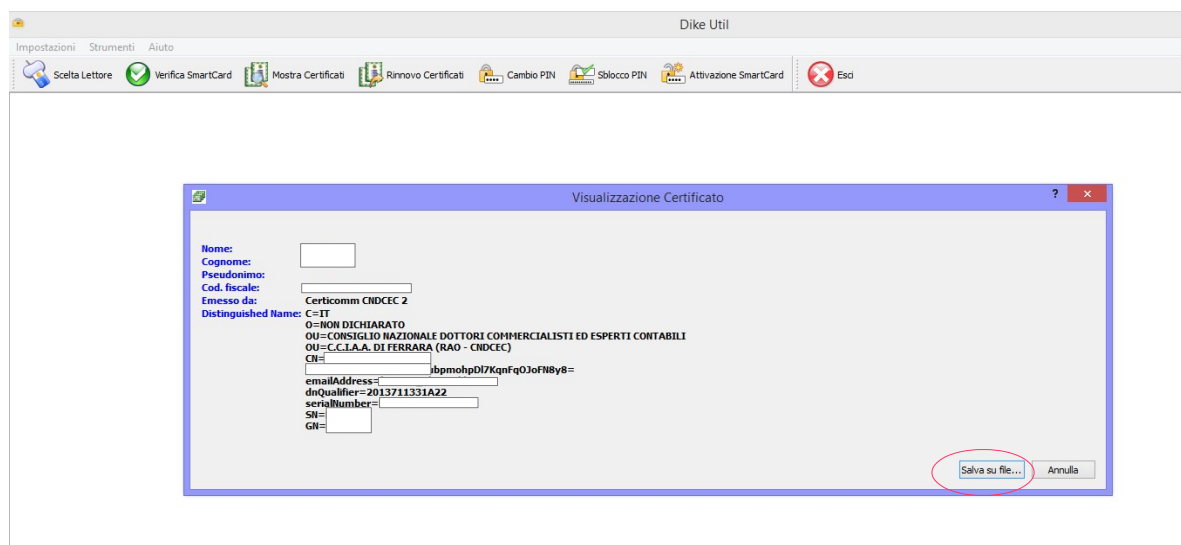 Dike Util
Impostazioni Strumenti Aiuto
Scelta Lettore Verifica SmartCard Mostra Certificati Rinnovo Certificati Cambio PIN Sblocco PIN Attivazione SmartCard Esci
Visualizzazione Certificato ?
Nome:
Cognome:
Pseudonimo:
Cod. fiscale:
Emesso da: Certicomm CNDCEC 2
Distinguished Name: C=IT
O=NON DICHIARATO
OU=CONSIGLIO NAZIONALE DOTTORI COMMERCIALISTI ED ESPERTI CONTABILI
OU=C.C.I.A.A. DI FERRARA (RAO - CNDCEC)
CN=
emailAddress=
dnQualifier=2013711331A22
serialNumber=
SN=
GN=
Salva su file... Annulla